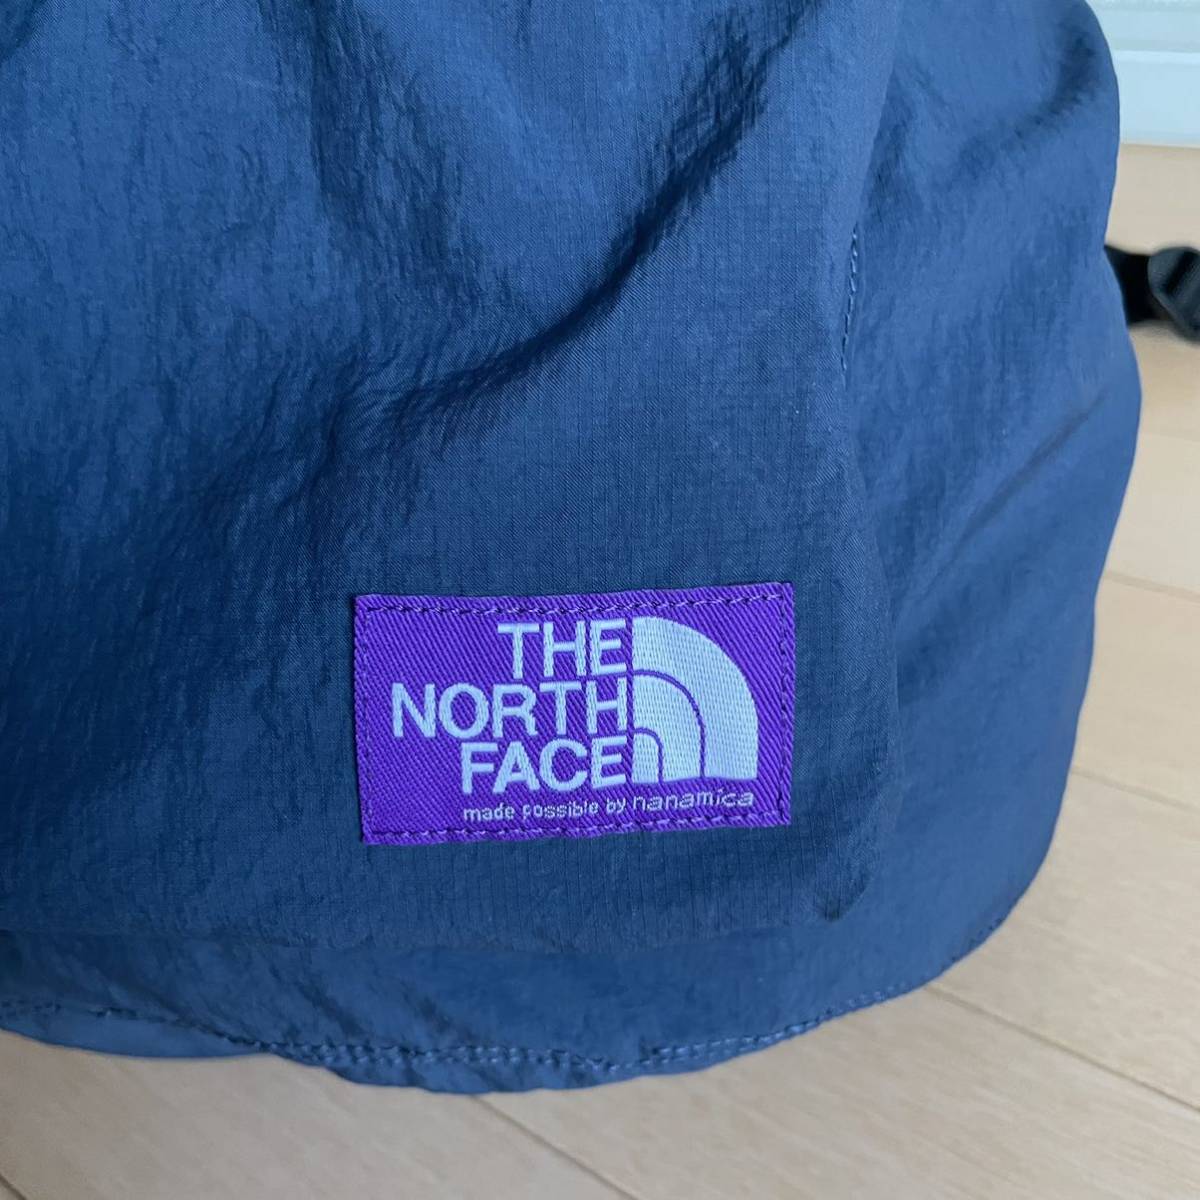 THE
NORTH
FACE
made possible by nanamica